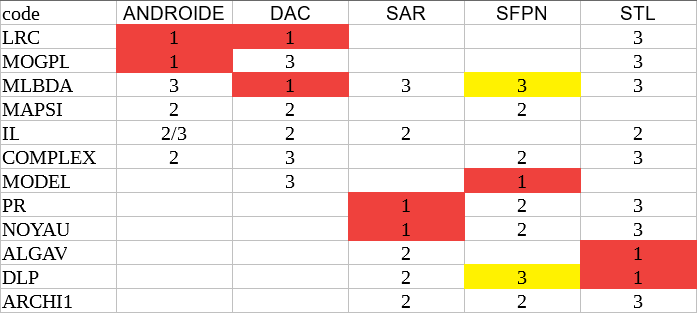 code ANDROIDE DAC SAR SFPN STL
LRC 1 1 3
MOGPL 1 3 3
MLBDA 3 1 3 3 3
MAPSI 2 2 2
IL 2/3 2 2 2
COMPLEX 2 3 2 3
MODEL 3 1
PR 1 2 3
NOYAU 1 2 3
ALGAV 2 1
DLP 2 3 1
ARCHI1 2 2 3